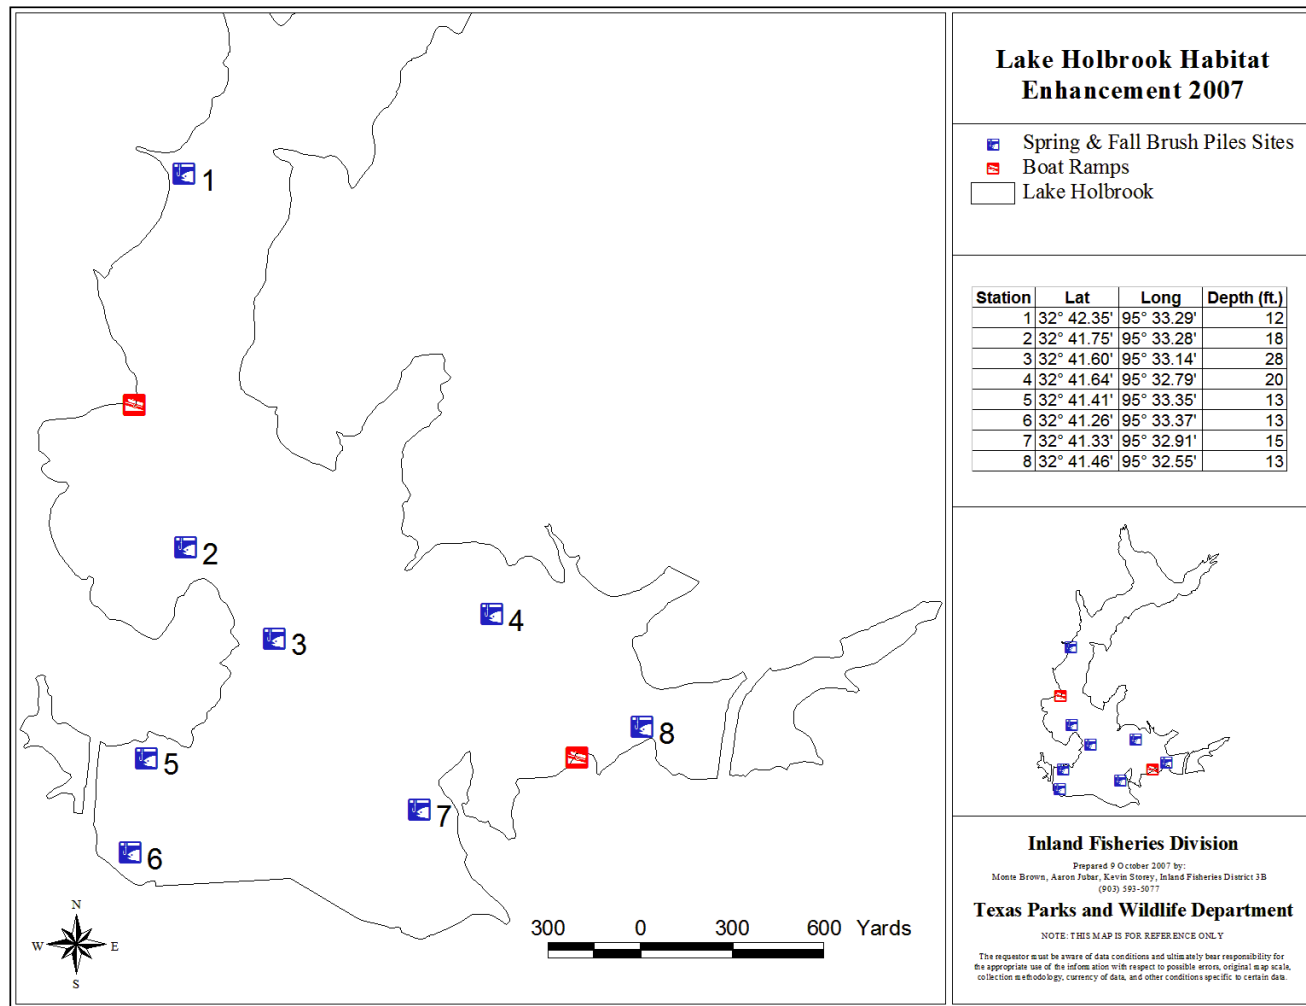 1
2
3
4
5
6
7
8
N
W E
S
300 0 300 600 Yards
Lake Holbrook Habitat
Enhancement 2007
Spring & Fall Brush Piles Sites
Boat Ramps
Lake Holbrook
Station Lat Long Depth (ft.)
1 32° 42.35' 95° 33.29' 12
2 32° 41.75' 95° 33.28' 18
3 32° 41.60' 95° 33.14' 28
4 32° 41.64' 95° 32.79' 20
5 32° 41.41' 95° 33.35' 13
6 32° 41.26' 95° 33.37' 13
7 32° 41.33' 95° 32.91' 15
8 32° 41.46' 95° 32.55' 13
Inland Fisheries Division
Prepared 9 October 2007 by:
Monte Brown, Aaron Jubar, Kevin Storey, Inland Fisheries District 3B
(903) 593-5077
Texas Parks and Wildlife Department
NOTE: THIS MAP IS FOR REFERENCE ONLY
The requestor must be aware of data conditions and ultimately bear responsibility for
the appropriate use of the information with respect to possible errors, original map scale,
collection methodology, currency of data, and other conditions specific to certain data.